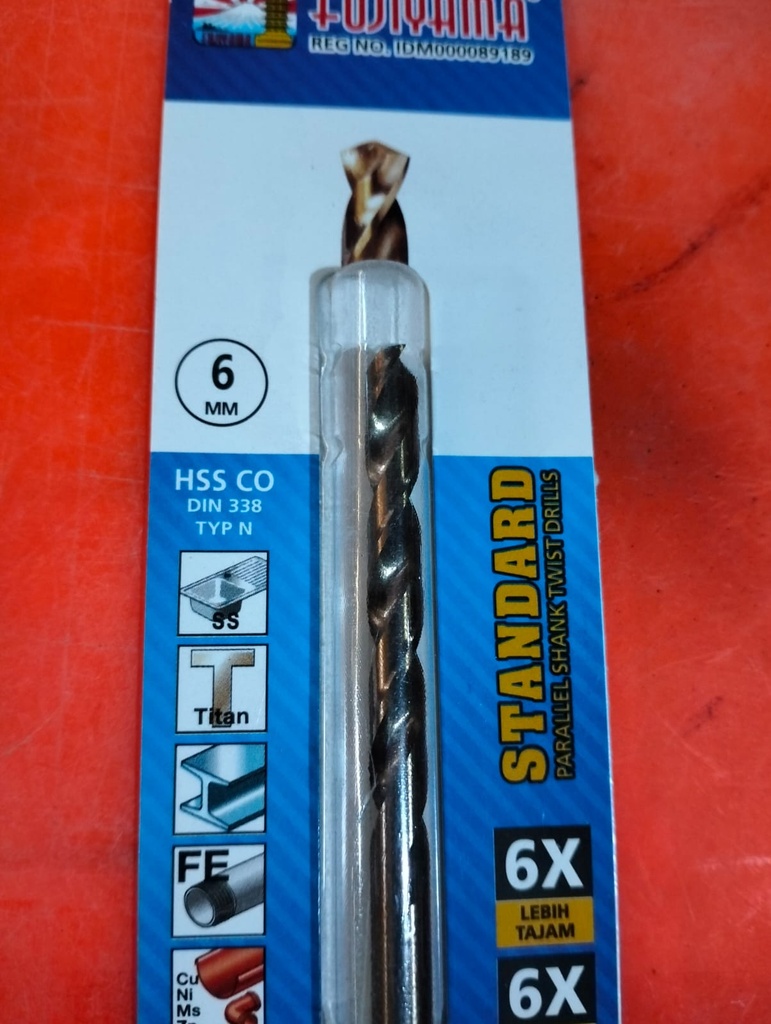 FUJIYAMA
REG NO. IDM000089189
6
MM
HSS CO
DIN 338
TYP N
SS
Titan
FE
Cu
Ni
Ms
STANDARD
PARALLEL SHANK TWIST DRILLS
6X
LEBIH
TAJAM
6X